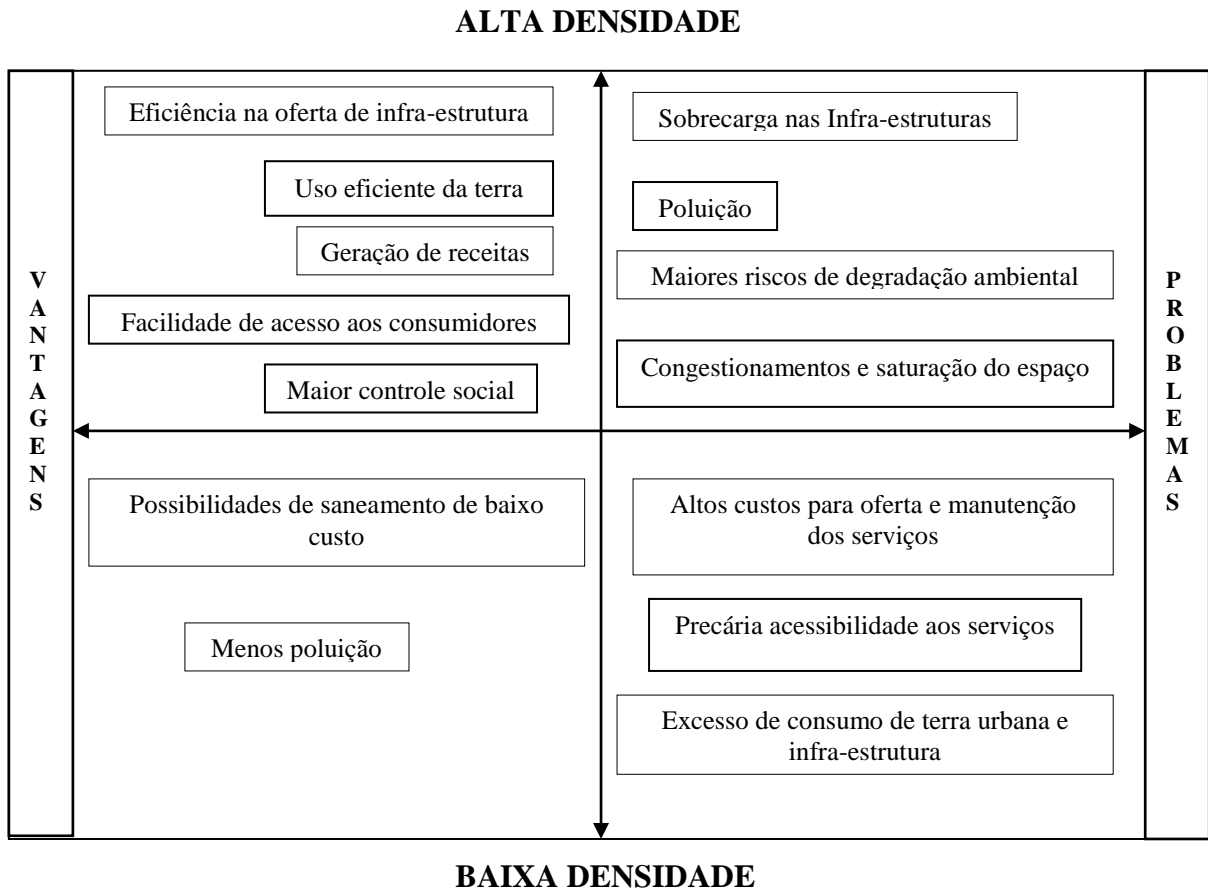 ALTA DENSIDADE
VANTAGENS
Eficiência na oferta de infra-estrutura
Uso eficiente da terra
Geração de receitas
Facilidade de acesso aos consumidores
Maior controle social
Sobrecarga nas Infra-estruturas
Poluição
Maiores riscos de degradação ambiental
Congestionamentos e saturação do espaço
PROBLEMAS
Possibilidades de saneamento de baixo
custo
Menos poluição
Altos custos para oferta e manutenção
dos serviços
Precária acessibilidade aos serviços
Excesso de consumo de terra urbana e
infra-estrutura
BAIXA DENSIDADE